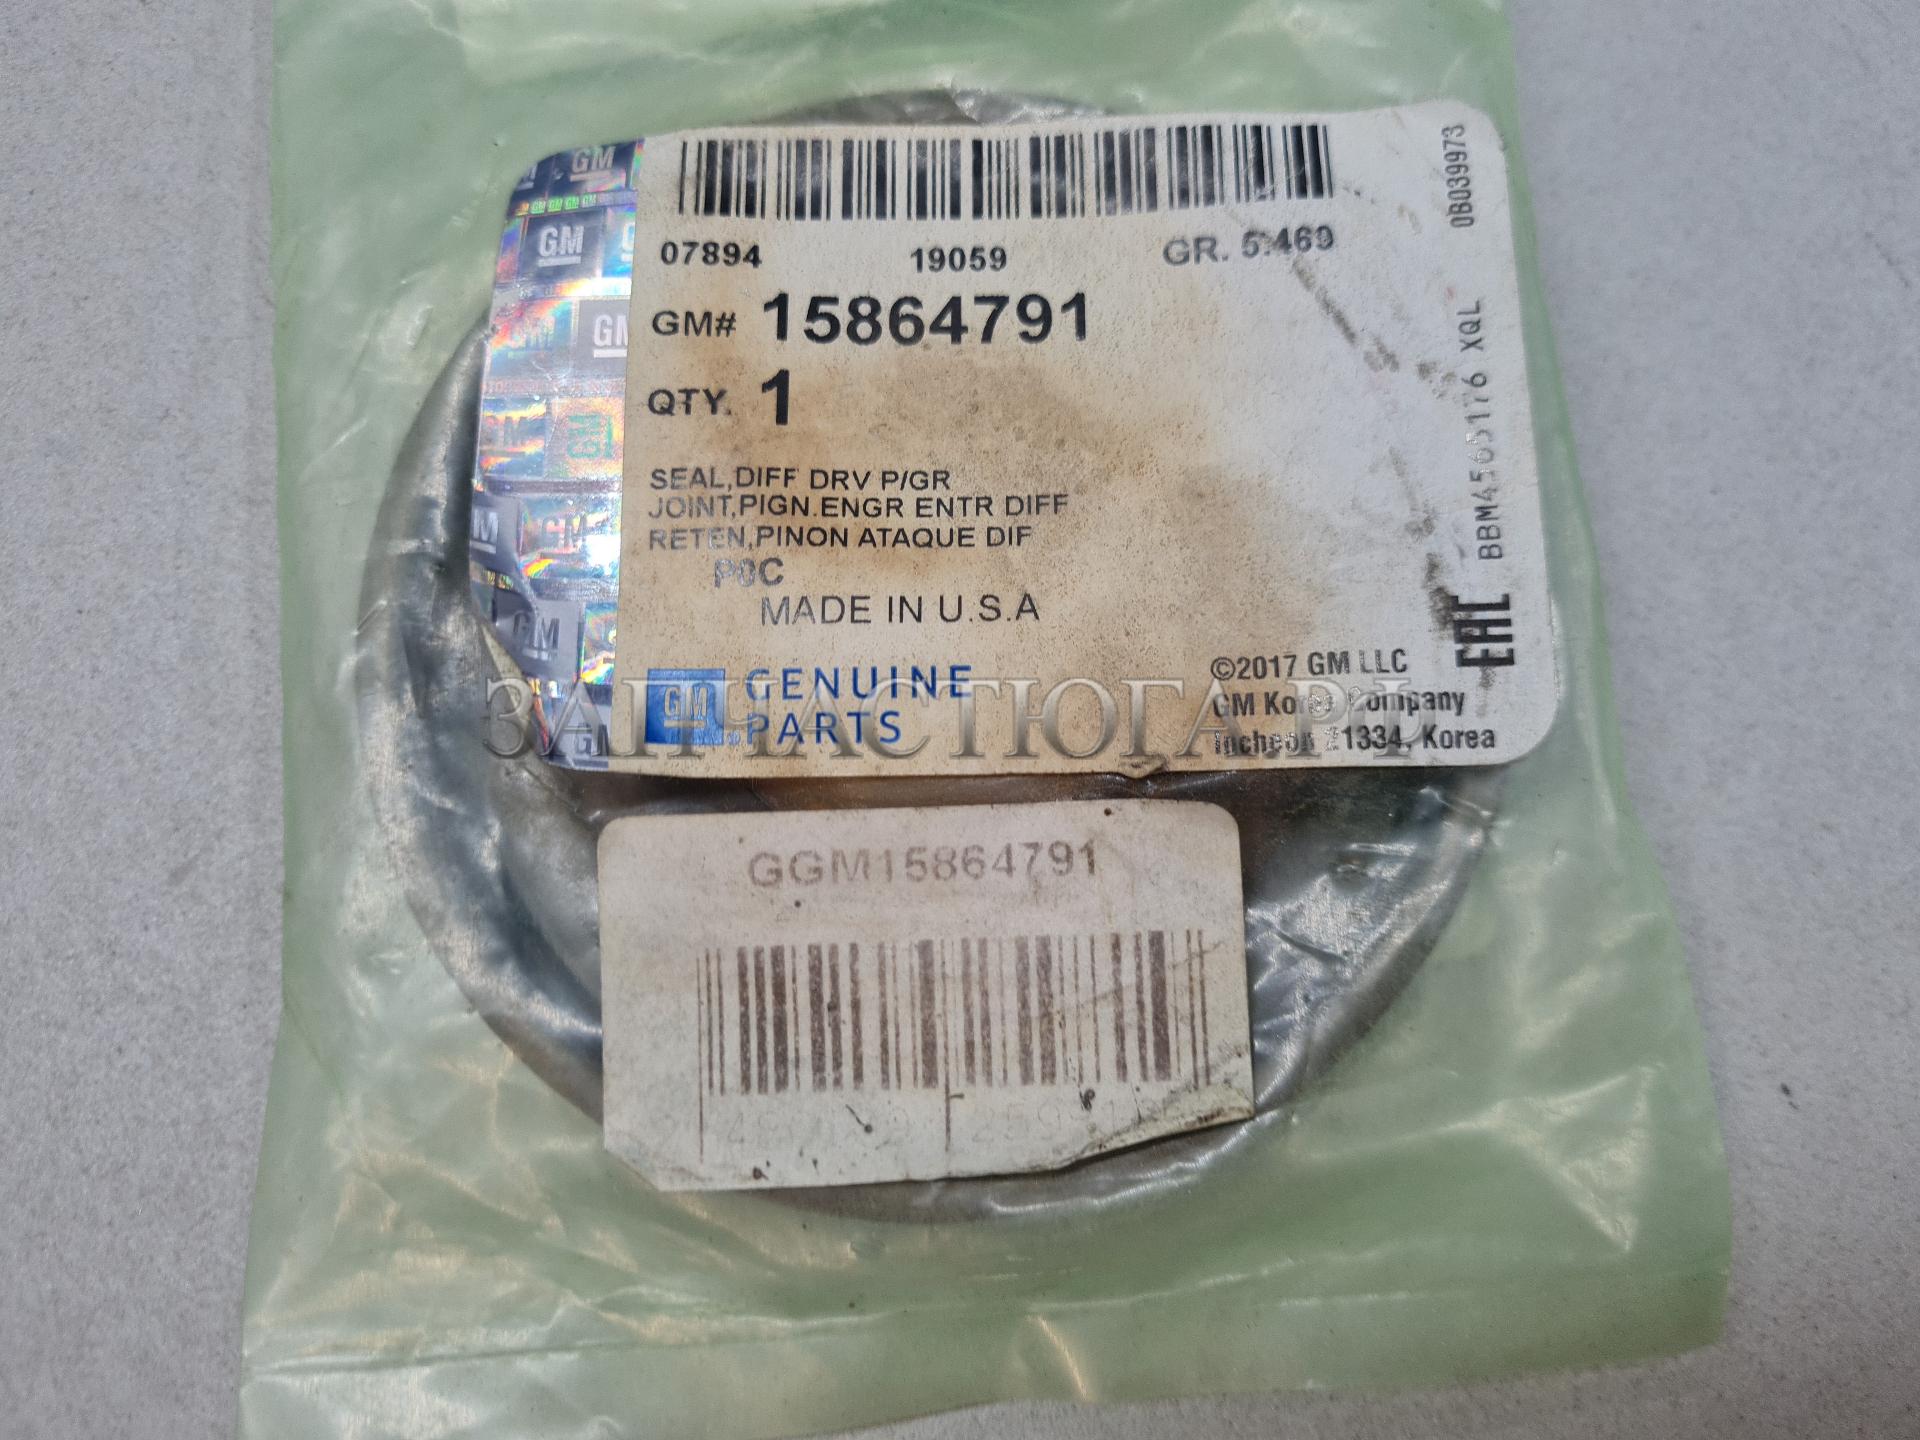 07894 19059 GR. 5.469
GM# 15864791
QTY. 1
SEAL,DIFF DRV P/GR
JOINT,PIGN.ENGR ENTR DIFF
RETEN,PINON ATAQUE DIF
P0C
MADE IN U.S.A
GM GENUINE
PARTS
©2017 GM LLC
GM Korea Company
Incheon 21334, Korea
0B039973
BBM45565176 XQL
EAC
ЗАПЧАСТЮГА.РФ
GGM15864791